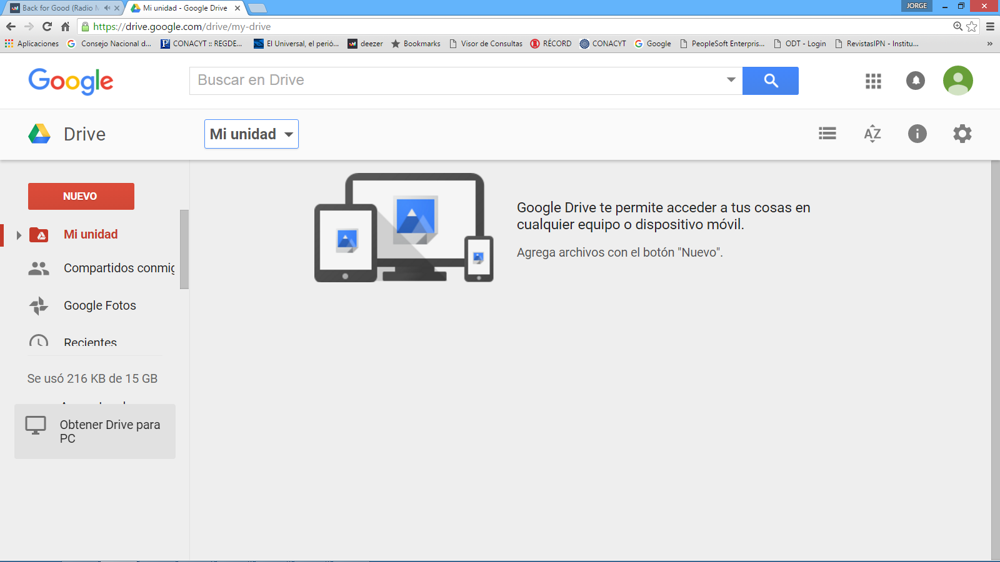 Back for Good (Radio M
Mi unidad - Google Drive
JORGE
https://drive.google.com/drive/my-drive
Aplicaciones
Consejo Nacional d...
CONACYT :: REGDE...
El Universal, el perió...
deezer
Bookmarks
Visor de Consultas
RÉCORD
CONACYT
Google
PeopleSoft Enterpris...
ODT - Login
RevistasIPN - Institu...
»
Google
Buscar en Drive
Drive
Mi unidad
AZ
NUEVO
Mi unidad
Compartidos conmig
Google Fotos
Recientes
Se usó 216 KB de 15 GB
Obtener Drive para
PC
Google Drive te permite acceder a tus cosas en
cualquier equipo o dispositivo móvil.
Agrega archivos con el botón "Nuevo".